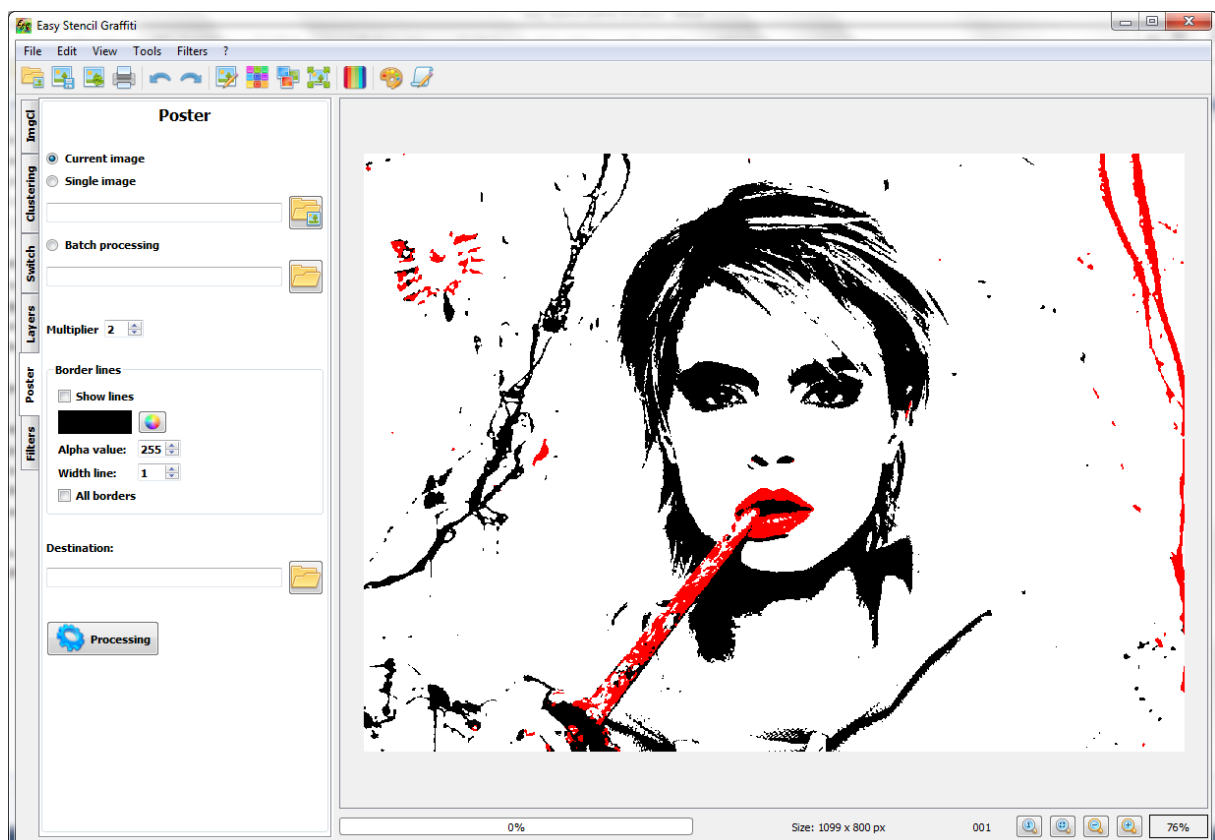 Easy Stencil Graffiti
File Edit View Tools Filters ?
ImgCl
Clustering
Switch
Layers
Poster
Filters
Poster
Current image
Single image
Batch processing
Multiplier 2
Border lines
Show lines
Alpha value: 255
Width line: 1
All borders
Destination:
Processing
0% Size: 1099 x 800 px 001 76%